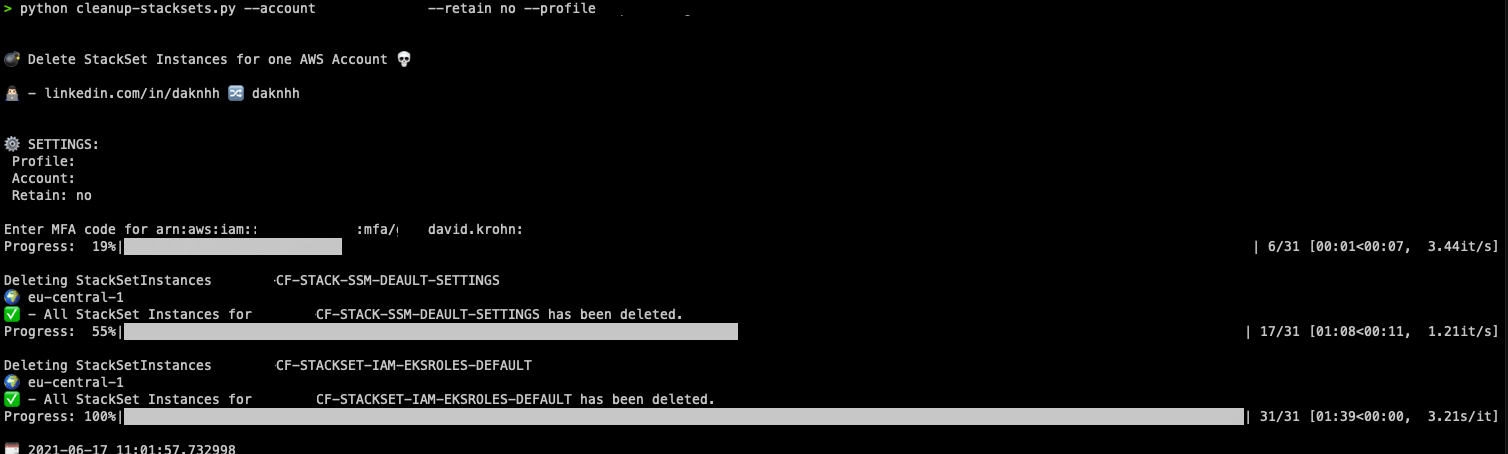 > python cleanup-stacksets.py --account --retain no --profile
Delete StackSet Instances for one AWS Account
- linkedin.com/in/daknhh daknhh
SETTINGS:
Profile:
Account:
Retain: no
Enter MFA code for arn:aws:iam:: :mfa/ david.krohn:
Progress: 19%| | 6/31 [00:01<00:07, 3.44it/s]
Deleting StackSetInstances -CF-STACK-SSM-DEAULT-SETTINGS
eu-central-1
- All StackSet Instances for -CF-STACK-SSM-DEAULT-SETTINGS has been deleted.
Progress: 55%| | 17/31 [01:08<00:11, 1.21it/s]
Deleting StackSetInstances -CF-STACKSET-IAM-EKSROLES-DEFAULT
eu-central-1
- All StackSet Instances for CF-STACKSET-IAM-EKSROLES-DEFAULT has been deleted.
Progress: 100%| | 31/31 [01:39<00:00, 3.21s/it]
2021-06-17 11:01:57.732998